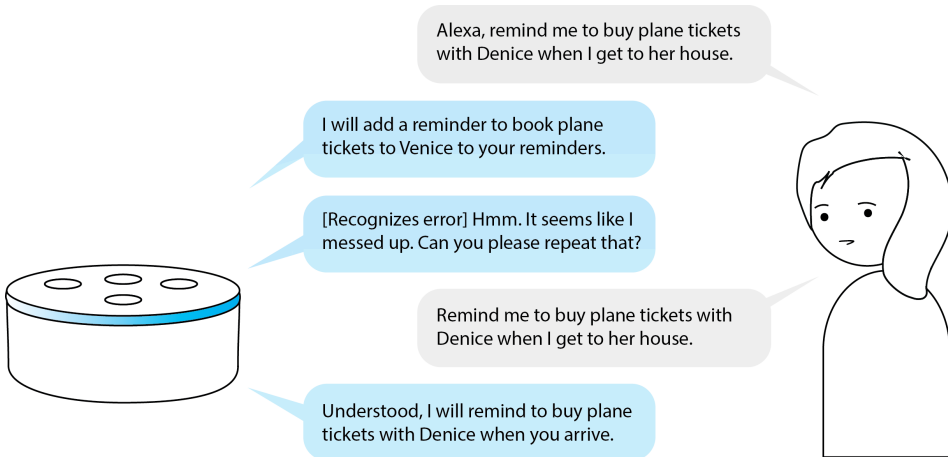 Alexa, remind me to buy plane tickets
with Denice when I get to her house.
I will add a reminder to book plane
tickets to Venice to your reminders.
[Recognizes error] Hmm. It seems like I
messed up. Can you please repeat that?
Remind me to buy plane tickets with
Denice when I get to her house.
Understood, I will remind to buy plane
tickets with Denice when you arrive.